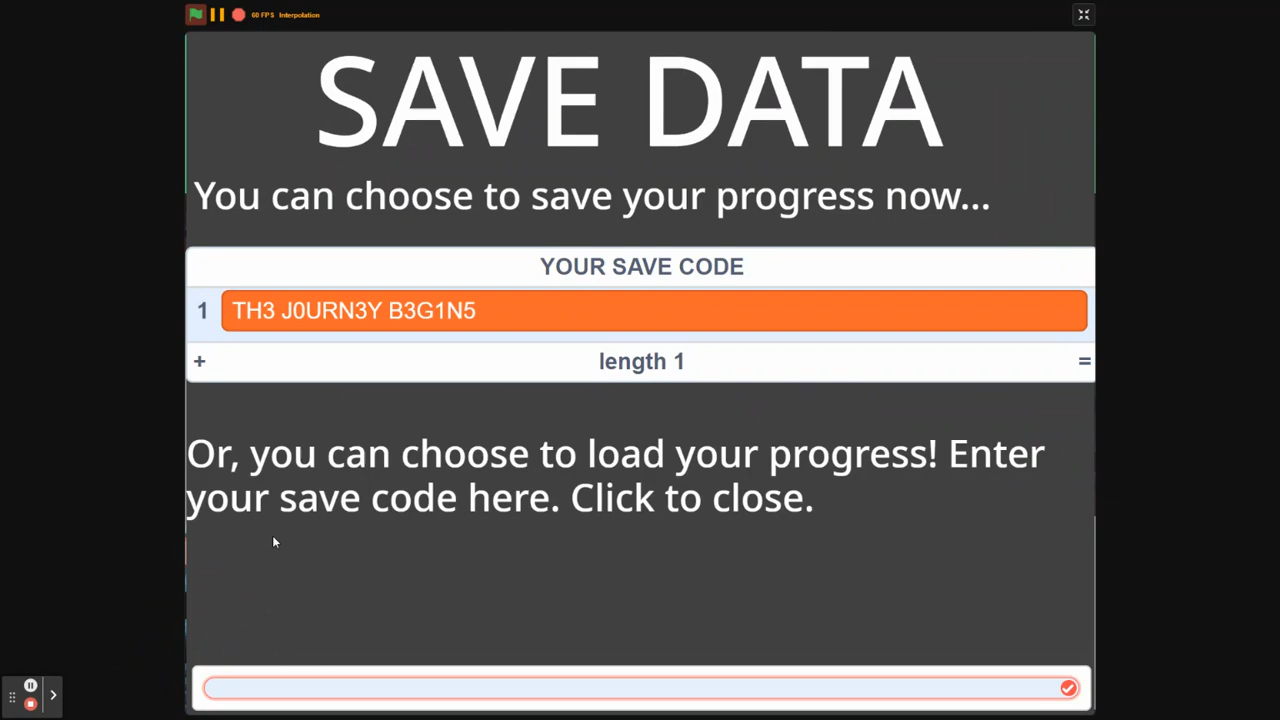 60 FPS Interpolation
SAVE DATA
You can choose to save your progress now...
YOUR SAVE CODE
1 TH3 J0URN3Y B3G1N5
+ length 1 =
Or, you can choose to load your progress! Enter
your save code here. Click to close.